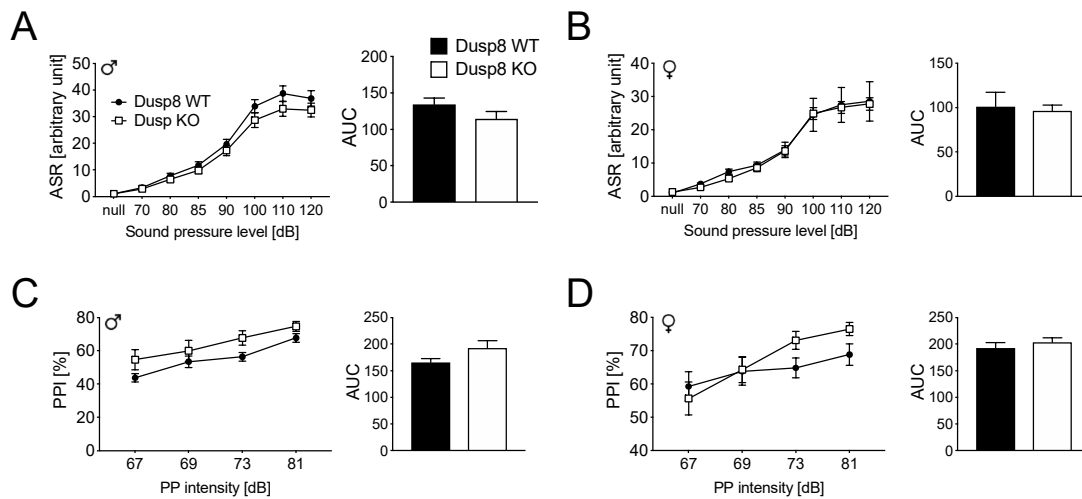 A
♂
ASR [arbitrary unit]
50
40
30
20
10
0
Dusp8 WT
Dusp KO
null 70 80 85 90 100 110 120
Sound pressure level [dB]
AUC
200
150
100
50
0
Dusp8 WT
Dusp8 KO
B
♀
ASR [arbitrary unit]
40
30
20
10
0
null 70 80 85 90 100 110 120
Sound pressure level [dB]
AUC
150
100
50
0
C
♂
PPI [%]
80
60
40
20
0
67 69 73 81
PP intensity [dB]
AUC
250
200
150
100
50
0
D
♀
PPI [%]
80
70
60
50
40
67 69 73 81
PP intensity [dB]
AUC
250
200
150
100
50
0